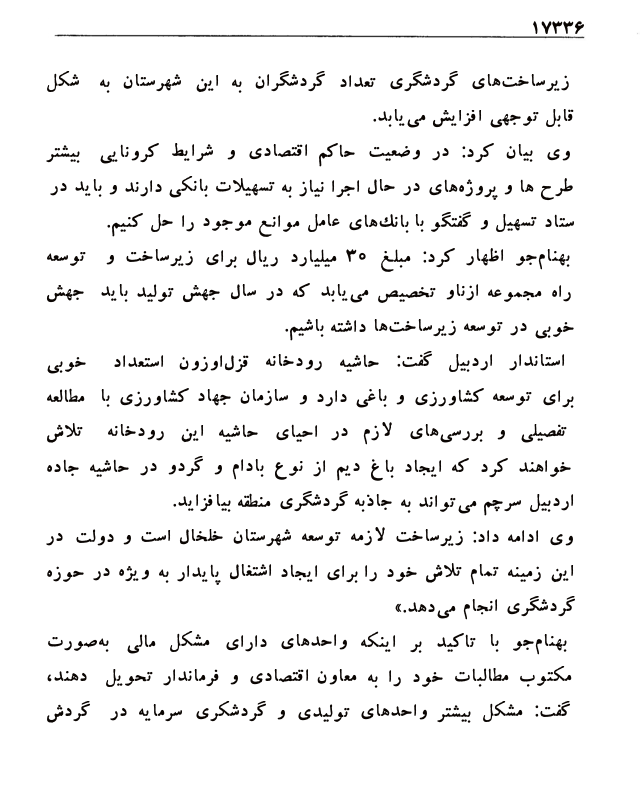 ۱۷۳۳۶
زیرساخت‌های گردشگری تعداد گردشگران به این شهرستان به شکل
قابل توجهی افزایش می‌یابد.
وی بیان کرد: در وضعیت حاکم اقتصادی و شرایط کرونایی بیشتر
طرح ها و پروژه‌های در حال اجرا نیاز به تسهیلات بانکی دارند و باید در
ستاد تسهیل و گفتگو با بانک‌های عامل موانع موجود را حل کنیم.
بهنام‌جو اظهار کرد: مبلغ ۳۰ میلیارد ریال برای زیرساخت و توسعه
راه مجموعه ازناو تخصیص می‌یابد که در سال جهش تولید باید جهش
خوبی در توسعه زیرساخت‌ها داشته باشیم.
استاندار اردبیل گفت: حاشیه رودخانه قزل‌اوزون استعداد خوبی
برای توسعه کشاورزی و باغی دارد و سازمان جهاد کشاورزی با مطالعه
تفصیلی و بررسی‌های لازم در احیای حاشیه این رودخانه تلاش
خواهند کرد که ایجاد باغ دیم از نوع بادام و گردو در حاشیه جاده
اردبیل سرچم می‌تواند به جاذبه گردشگری منطقه بیافزاید.
وی ادامه داد: زیرساخت لازمه توسعه شهرستان خلخال است و دولت در
این زمینه تمام تلاش خود را برای ایجاد اشتغال پایدار به ویژه در حوزه
گردشگری انجام می‌دهد.»
بهنام‌جو با تاکید بر اینکه واحدهای دارای مشکل مالی به‌صورت
مکتوب مطالبات خود را به معاون اقتصادی و فرماندار تحویل دهند،
گفت: مشکل بیشتر واحدهای تولیدی و گردشکری سرمایه در گردش